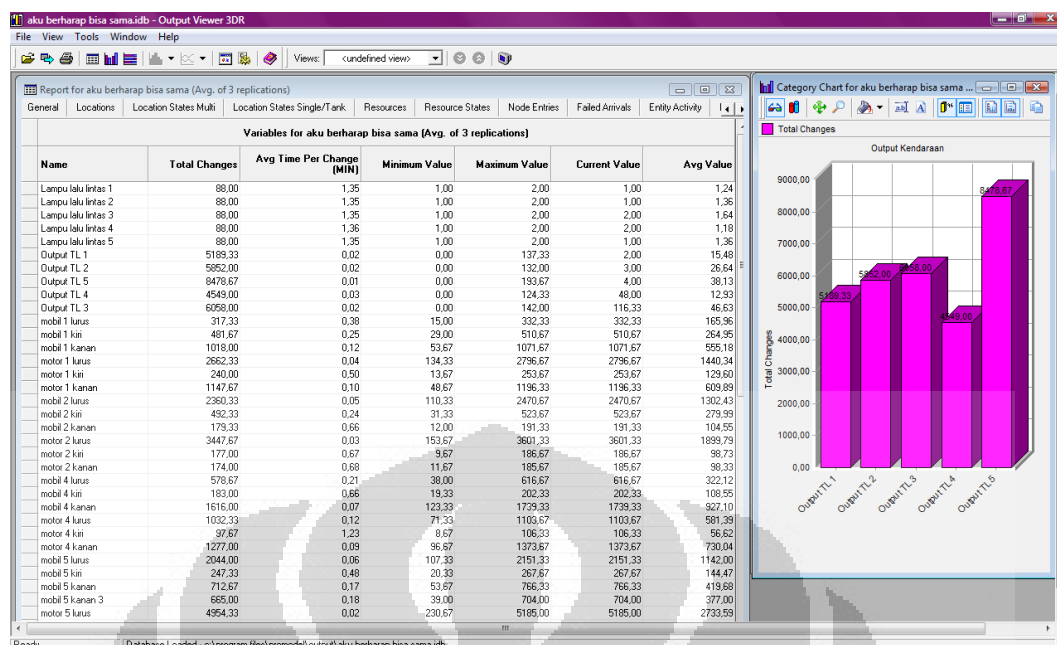 aku berharap bisa sama.idb - Output Viewer 3DR
File View Tools Window Help
Views: <undefined view>
Report for aku berharap bisa sama (Avg. of 3 replications)
General Locations Location States Multi Location States Single/Tank Resources Resource States Node Entries Failed Arrivals Entity Activity
Variables for aku berharap bisa sama (Avg. of 3 replications)
Name Total Changes Avg Time Per Change (MIN) Minimum Value Maximum Value Current Value Avg Value
Lampu lalu lintas 1 88,00 1,35 1,00 2,00 1,00 1,24
Lampu lalu lintas 2 88,00 1,35 1,00 2,00 1,00 1,36
Lampu lalu lintas 3 88,00 1,35 1,00 2,00 2,00 1,64
Lampu lalu lintas 4 88,00 1,36 1,00 2,00 2,00 1,18
Lampu lalu lintas 5 88,00 1,35 1,00 2,00 1,00 1,36
Output TL 1 5189,33 0,02 0,00 137,33 2,00 15,48
Output TL 2 5852,00 0,02 0,00 132,00 3,00 26,64
Output TL 5 8478,67 0,01 0,00 193,67 4,00 38,13
Output TL 4 4549,00 0,03 0,00 124,33 48,00 12,93
Output TL 3 6058,00 0,02 0,00 142,00 116,33 46,63
mobil 1 lurus 317,33 0,38 15,00 332,33 332,33 165,96
mobil 1 kiri 481,67 0,25 29,00 510,67 510,67 264,95
mobil 1 kanan 1018,00 0,12 53,67 1071,67 1071,67 555,18
motor 1 lurus 2662,33 0,04 134,33 2796,67 2796,67 1440,34
motor 1 kiri 240,00 0,50 13,67 253,67 253,67 129,60
motor 1 kanan 1147,67 0,10 48,67 1196,33 1196,33 609,89
mobil 2 lurus 2360,33 0,05 110,33 2470,67 2470,67 1302,43
mobil 2 kiri 492,33 0,24 31,33 523,67 523,67 279,99
mobil 2 kanan 179,33 0,66 12,00 191,33 191,33 104,55
motor 2 lurus 3447,67 0,03 153,67 3601,33 3601,33 1899,79
motor 2 kiri 177,00 0,67 9,67 186,67 186,67 98,73
motor 2 kanan 174,00 0,68 11,67 185,67 185,67 98,33
mobil 4 lurus 578,67 0,21 38,00 616,67 616,67 322,12
mobil 4 kiri 183,00 0,66 19,33 202,33 202,33 108,55
mobil 4 kanan 1616,00 0,07 123,33 1739,33 1739,33 927,10
motor 4 lurus 1032,33 0,12 71,33 1103,67 1103,67 581,39
motor 4 kiri 97,67 1,23 8,67 106,33 106,33 56,62
motor 4 kanan 1277,00 0,09 96,67 1373,67 1373,67 730,04
mobil 5 lurus 2044,00 0,06 107,33 2151,33 2151,33 1142,00
mobil 5 kiri 247,33 0,48 20,33 267,67 267,67 144,47
mobil 5 kanan 712,67 0,17 53,67 766,33 766,33 419,68
mobil 5 kanan 3 665,00 0,18 39,00 704,00 704,00 377,00
motor 5 lurus 4954,33 0,02 230,67 5185,00 5185,00 2733,59
Category Chart for aku berharap bisa sama ...
Total Changes
Output Kendaraan
Total Changes
9000,00
8000,00
7000,00
6000,00
5000,00
4000,00
3000,00
2000,00
1000,00
0,00
5189,33 5852,00 6058,00 4549,00 8478,67
Output TL 1 Output TL 2 Output TL 3 Output TL 4 Output TL 5
Ready Database Loaded - c:\program files\promodel\output\aku berharap bisa sama.idb